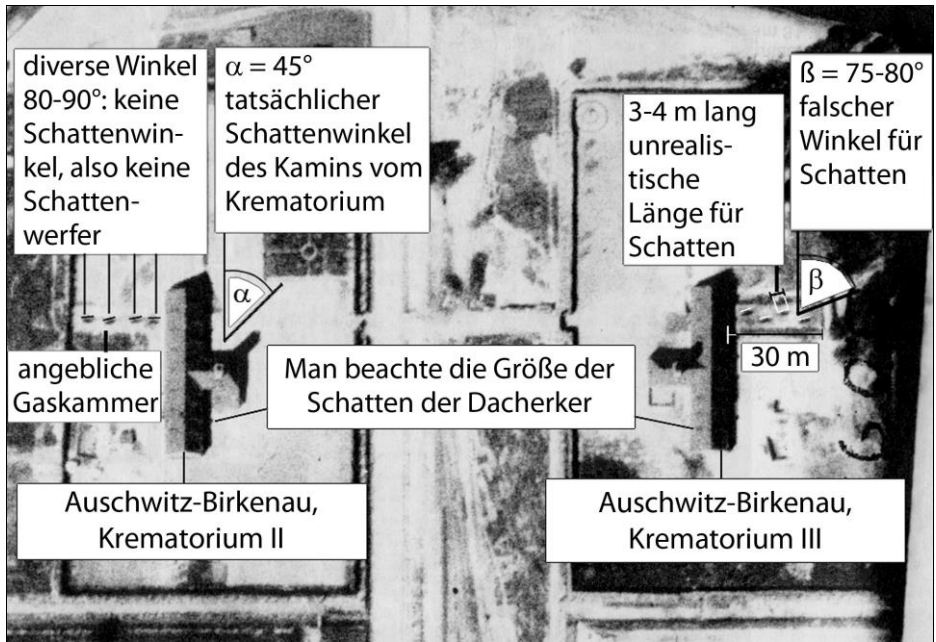 diverse Winkel
80-90°: keine
Schattenwin-
kel, also keine
Schatten-
werfer
α = 45°
tatsächlicher
Schattenwinkel
des Kamins vom
Krematorium
3-4 m lang
unrealis-
tische
Länge für
Schatten
ß = 75-80°
falscher
Winkel für
Schatten
α
β
30 m
angebliche
Gaskammer
Man beachte die Größe der
Schatten der Dacherker
Auschwitz-Birkenau,
Krematorium II
Auschwitz-Birkenau,
Krematorium III